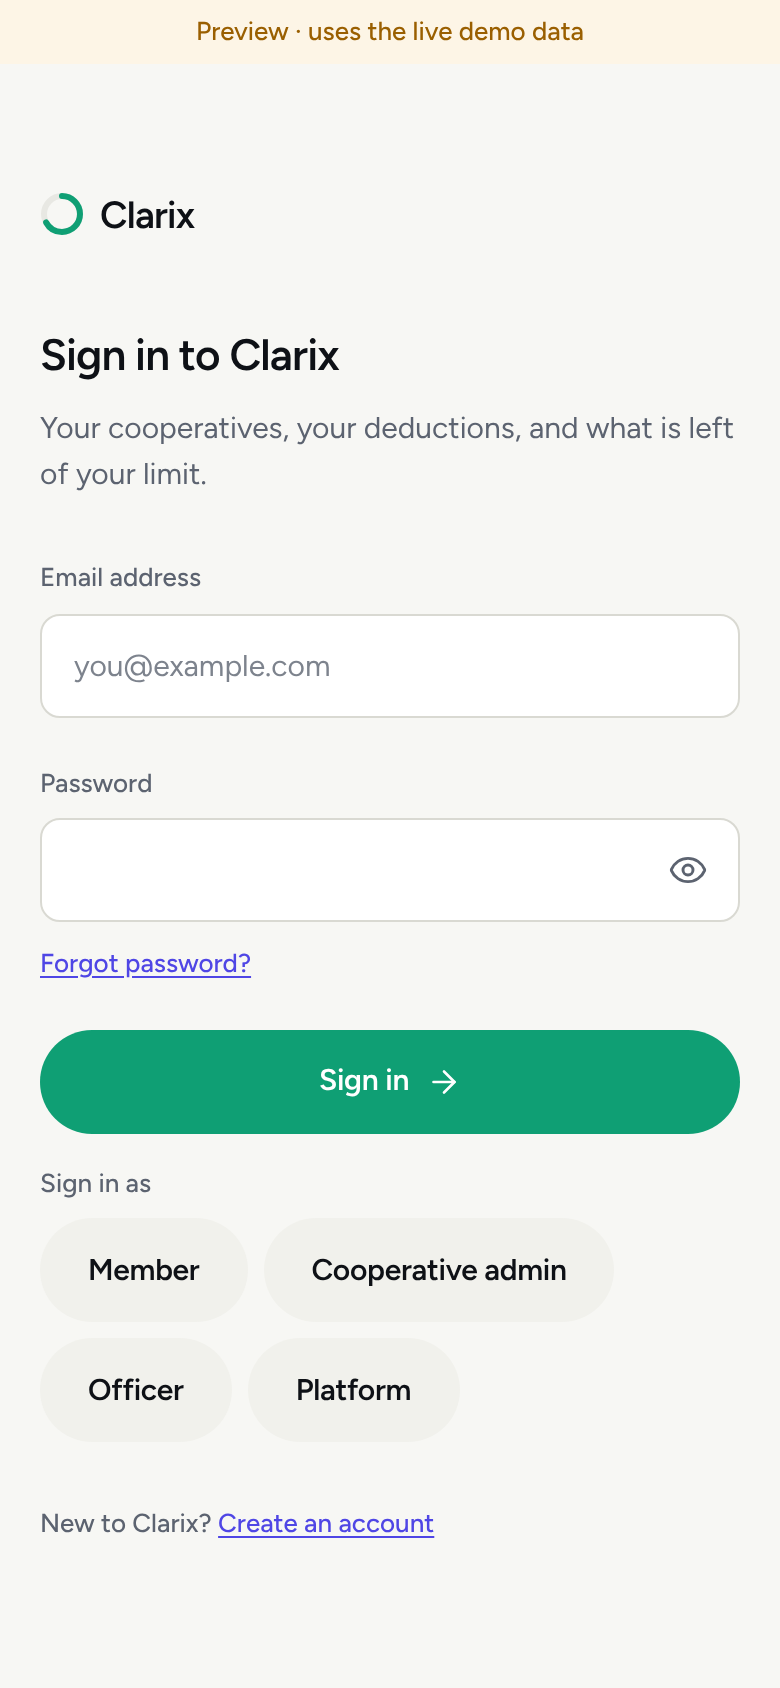 Preview · uses the live demo data
Clarix
Sign in to Clarix
Your cooperatives, your deductions, and what is left
of your limit.
Email address
you@example.com
Password
Forgot password?
Sign in →
Sign in as
Member
Cooperative admin
Officer
Platform
New to Clarix? Create an account